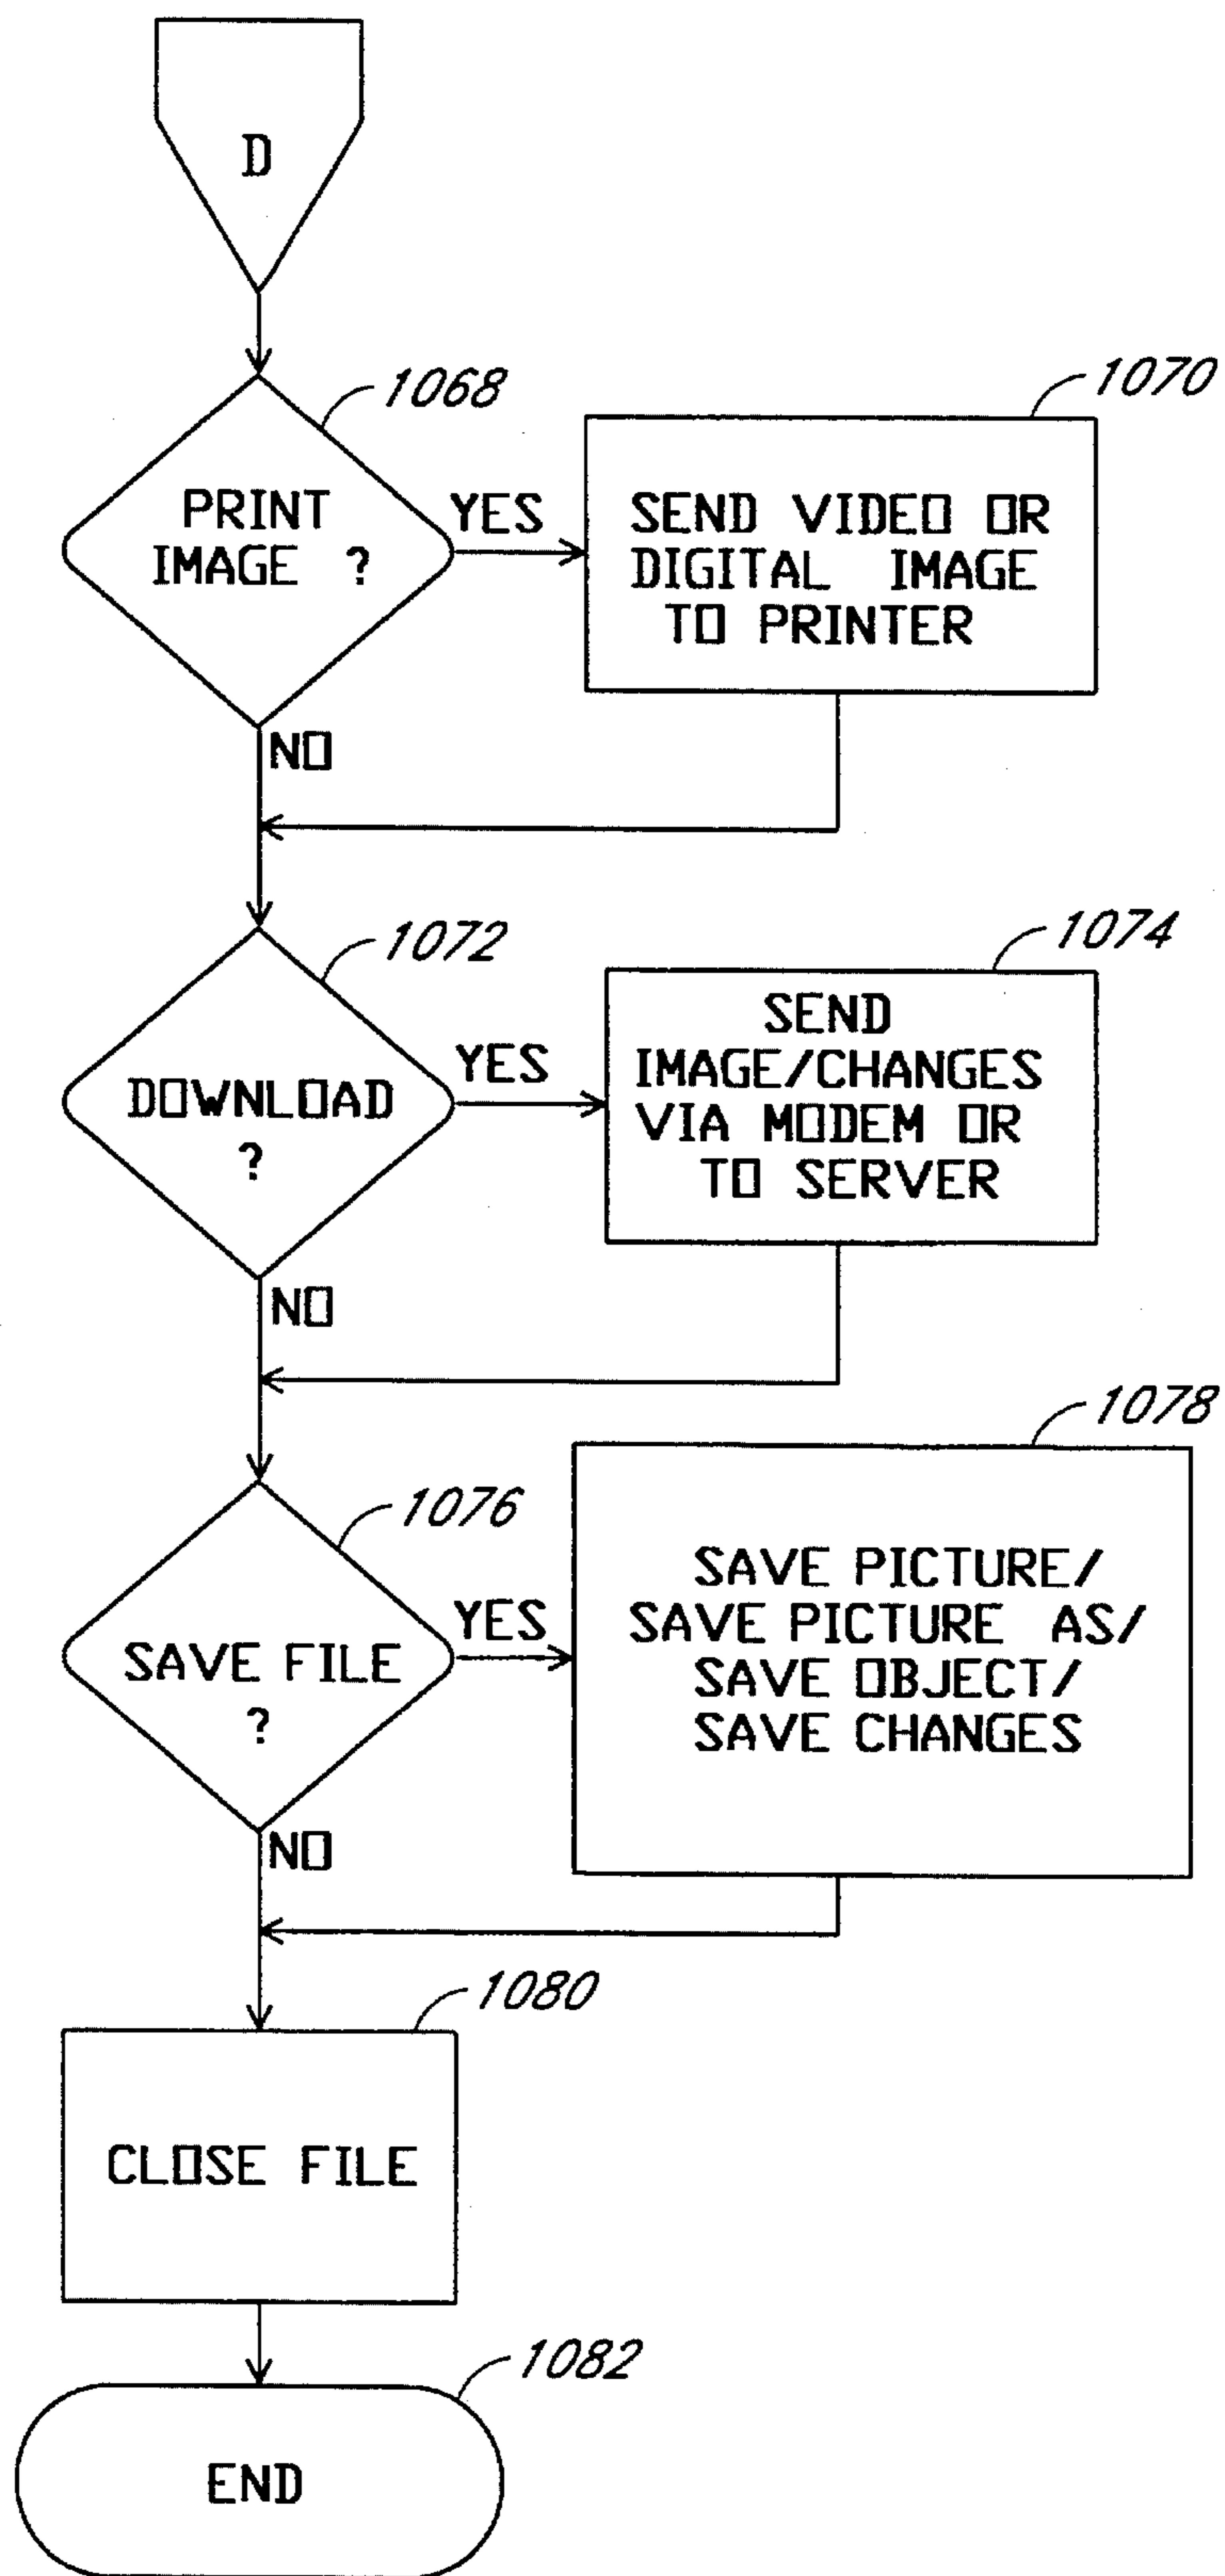 D
1068
1070
PRINT
IMAGE ?
YES
SEND VIDEO OR
DIGITAL IMAGE
TO PRINTER
NO
1072
1074
DOWNLOAD
?
YES
SEND
IMAGE/CHANGES
VIA MODEM OR
TO SERVER
NO
1076
1078
SAVE FILE
?
YES
SAVE PICTURE/
SAVE PICTURE AS/
SAVE OBJECT/
SAVE CHANGES
NO
1080
CLOSE FILE
1082
END